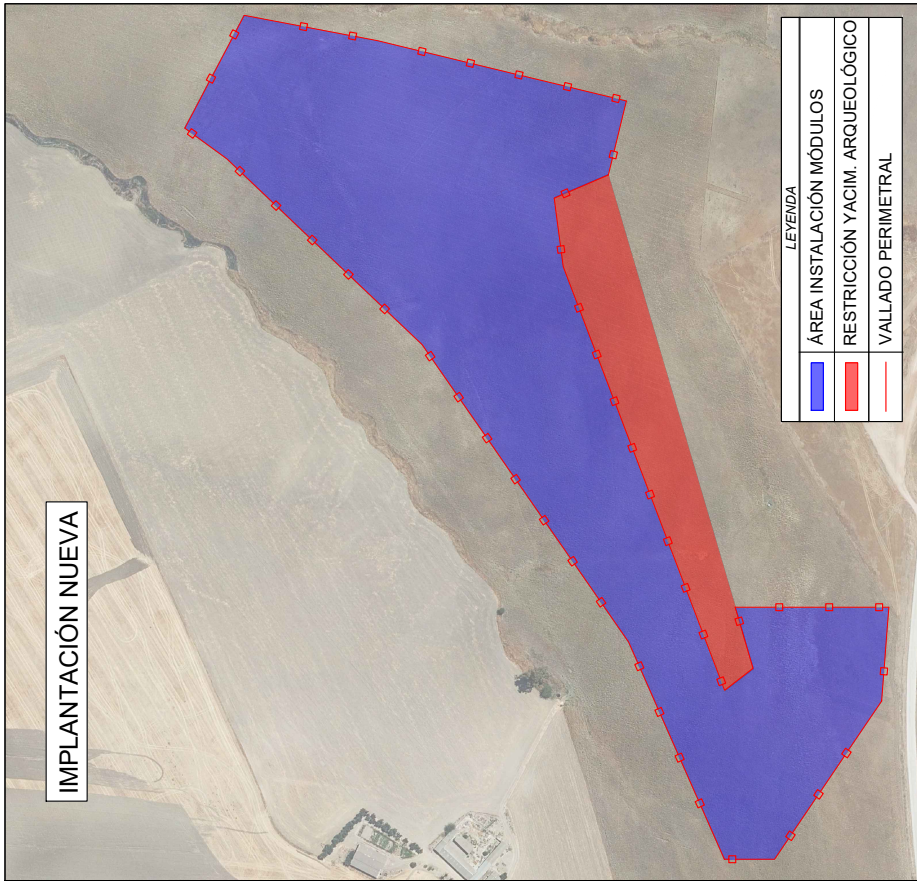 IMPLANTACIÓN NUEVA
LEYENDA
ÁREA INSTALACIÓN MÓDULOS
RESTRICCIÓN YACIM. ARQUEOLÓGICO
VALLADO PERIMETRAL